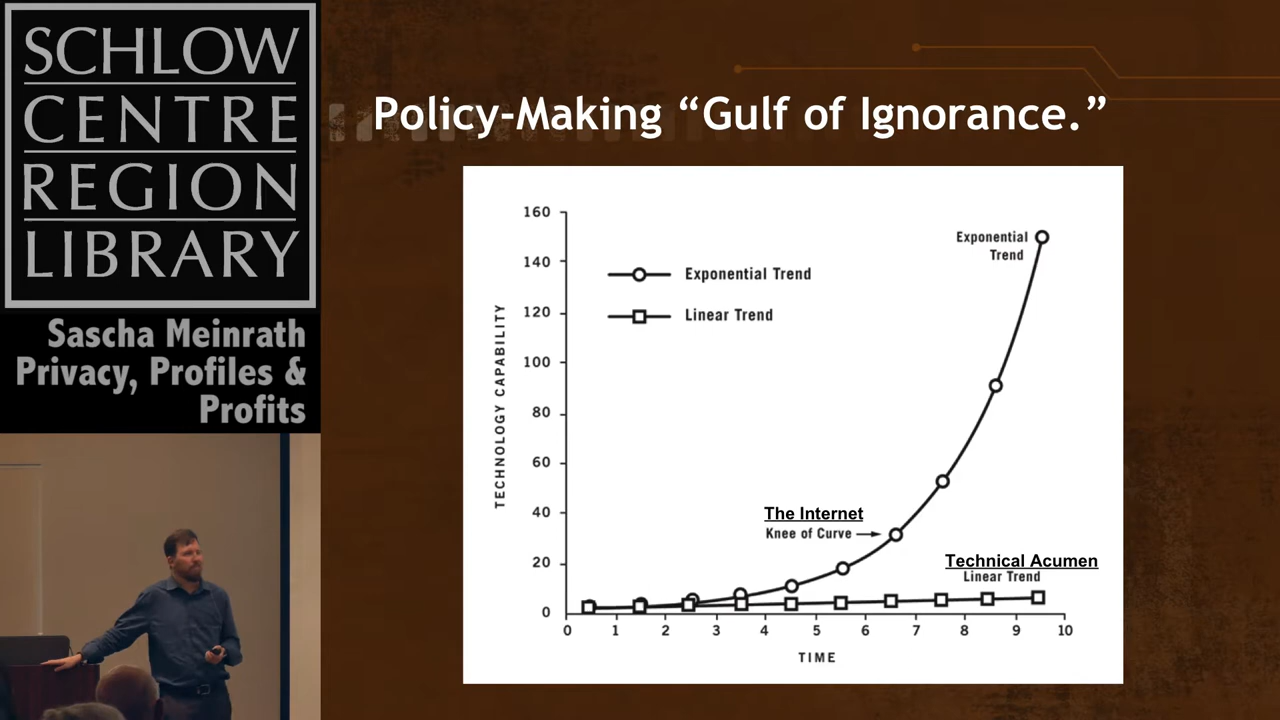 SCHLOW
CENTRE
REGION
LIBRARY
Sascha Meinrath
Privacy, Profiles &
Profits
Policy-Making “Gulf of Ignorance.”
160
140
120
100
80
60
40
20
0
TECHNOLOGY CAPABILITY
Exponential Trend
Linear Trend
Exponential
Trend
The Internet
Knee of Curve
Technical Acumen
Linear Trend
0 1 2 3 4 5 6 7 8 9 10
TIME